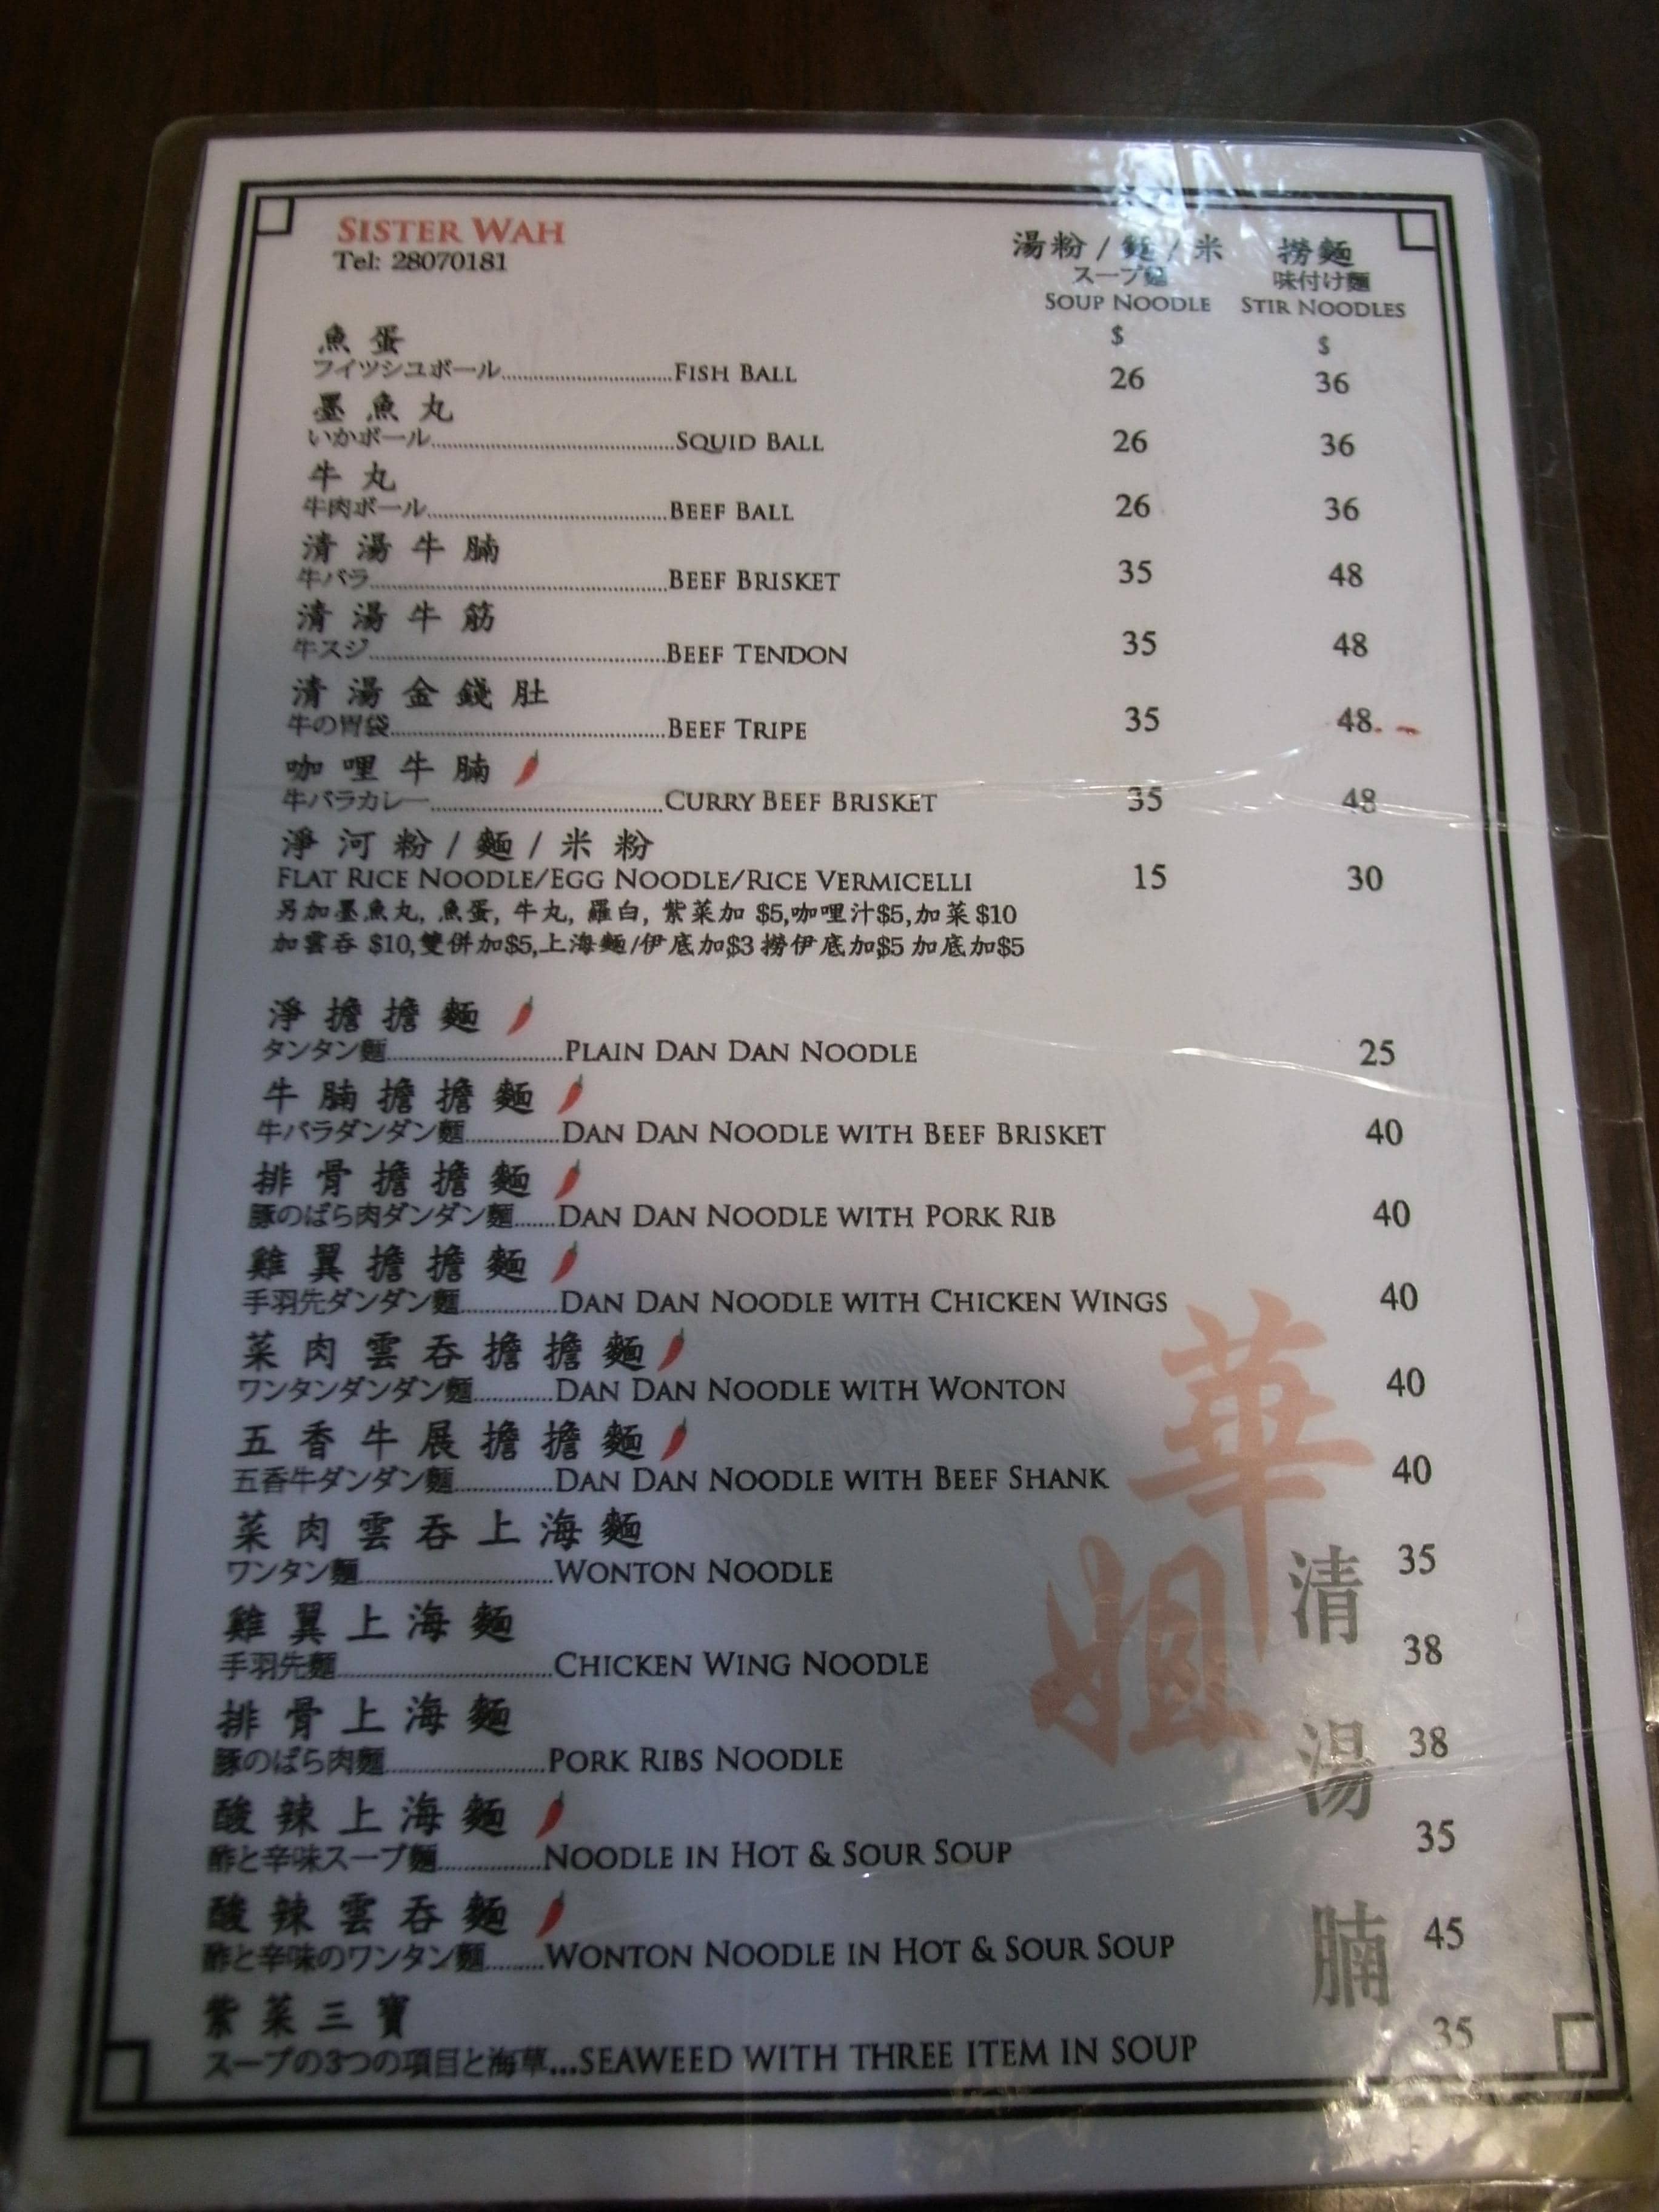 SISTER WAH
Tel: 28070181
湯粉 / 麵 / 米 撈麵
スープ麵 味付け麵
SOUP NOODLE STIR NOODLES
$ $
魚蛋
フイツシユボール..............................FISH BALL 26 36
墨魚丸
いかボール..............................SQUID BALL 26 36
牛丸
牛肉ボール..............................BEEF BALL 26 36
清湯牛腩
牛バラ..............................BEEF BRISKET 35 48
清湯牛筋
牛スジ..............................BEEF TENDON 35 48
清湯金錢肚
牛の胃袋..............................BEEF TRIPE 35 48
咖哩牛腩
牛バラカレー..............................CURRY BEEF BRISKET 35 48
淨河粉 / 麵 / 米粉
FLAT RICE NOODLE/EGG NOODLE/RICE VERMICELLI 15 30
另加墨魚丸, 魚蛋, 牛丸, 羅白, 紫菜加 $5,咖哩汁$5,加菜 $10
加雲吞 $10,雙併加$5,上海麵/伊底加$3 撈伊底加$5 加底加$5
淨擔擔麵
タンタン麵..............................PLAIN DAN DAN NOODLE 25
牛腩擔擔麵
牛バラダンダン麵................DAN DAN NOODLE WITH BEEF BRISKET 40
排骨擔擔麵
豚のばら肉ダンダン麵.......DAN DAN NOODLE WITH PORK RIB 40
雞翼擔擔麵
手羽先ダンダン麵................DAN DAN NOODLE WITH CHICKEN WINGS 40
菜肉雲吞擔擔麵
ワンタンダンダン麵.............DAN DAN NOODLE WITH WONTON 40
五香牛展擔擔麵
五香牛ダンダン麵................DAN DAN NOODLE WITH BEEF SHANK 40
菜肉雲吞上海麵
ワンタン麵..............................WONTON NOODLE 35
雞翼上海麵
手羽先麵..............................CHICKEN WING NOODLE 38
排骨上海麵
豚のばら肉麵..........................PORK RIBS NOODLE 38
酸辣上海麵
酢と辛味スープ麵................NOODLE IN HOT & SOUR SOUP 35
酸辣雲吞麵
酢と辛味のワンタン麵.........WONTON NOODLE IN HOT & SOUR SOUP 45
紫菜三寶
スープの3つの項目と海草...SEAWEED WITH THREE ITEM IN SOUP 35
華姐
清湯腩